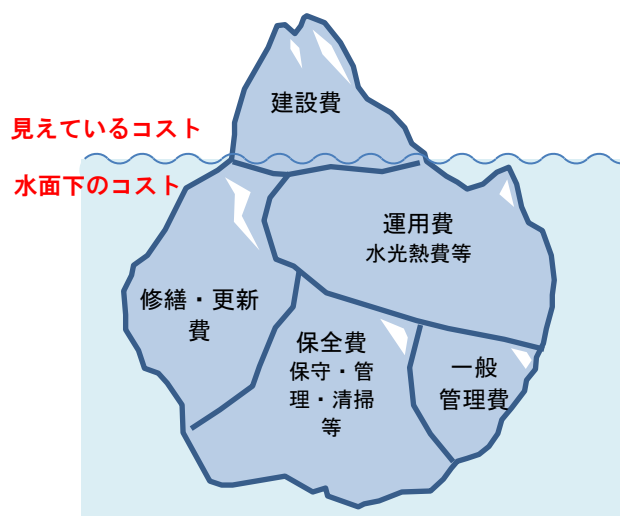 建設費
見えているコスト
水面下のコスト
運用費
水光熱費等
修繕・更新
費
保全費
保守・管
理・清掃
等
一般
管理費